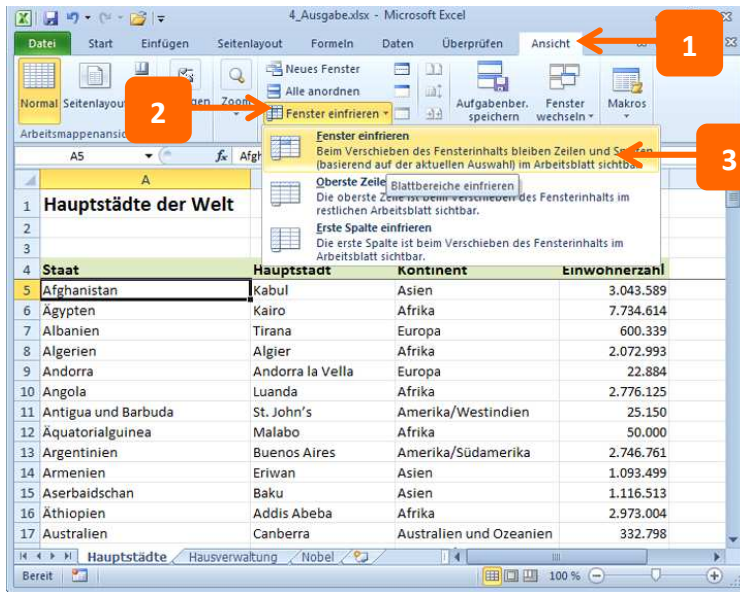 4_Ausgabe.xlsx - Microsoft Excel
Datei Start Einfügen Seitenlayout Formeln Daten Überprüfen Ansicht
1
Normal Zoom
Neues Fenster
Alle anordnen
Fenster einfrieren
Aufgabenber. speichern
Fenster wechseln
Makros
2
Fenster einfrieren
Beim Verschieben des Fensterinhalts bleiben Zeilen und
(basierend auf der aktuellen Auswahl) im Arbeitsblatt
3
Oberste Zeile
Blattbereiche einfrieren
Die oberste Zeile ist beim Verschieben des Fensterinhalts im
restlichen Arbeitsblatt sichtbar.
Erste Spalte einfrieren
Die erste Spalte ist beim Verschieben des Fensterinhalts im
Arbeitsblatt sichtbar.
A5 fx
A
1 Hauptstädte der Welt
2
3
4 Staat Hauptstadt Kontinent Einwohnerzahl
5 Afghanistan Kabul Asien 3.043.589
6 Ägypten Kairo Afrika 7.734.614
7 Albanien Tirana Europa 600.339
8 Algerien Algier Afrika 2.072.993
9 Andorra Andorra la Vella Europa 22.884
10 Angola Luanda Afrika 2.776.125
11 Antigua und Barbuda St. John's Amerika/Westindien 25.150
12 Äquatorialguinea Malabo Afrika 50.000
13 Argentinien Buenos Aires Amerika/Südamerika 2.746.761
14 Armenien Eriwan Asien 1.093.499
15 Aserbaidschan Baku Asien 1.116.513
16 Äthiopien Addis Abeba Afrika 2.973.004
17 Australien Canberra Australien und Ozeanien 332.798
Hauptstädte Hausverwaltung Nobel
Bereit 100 %